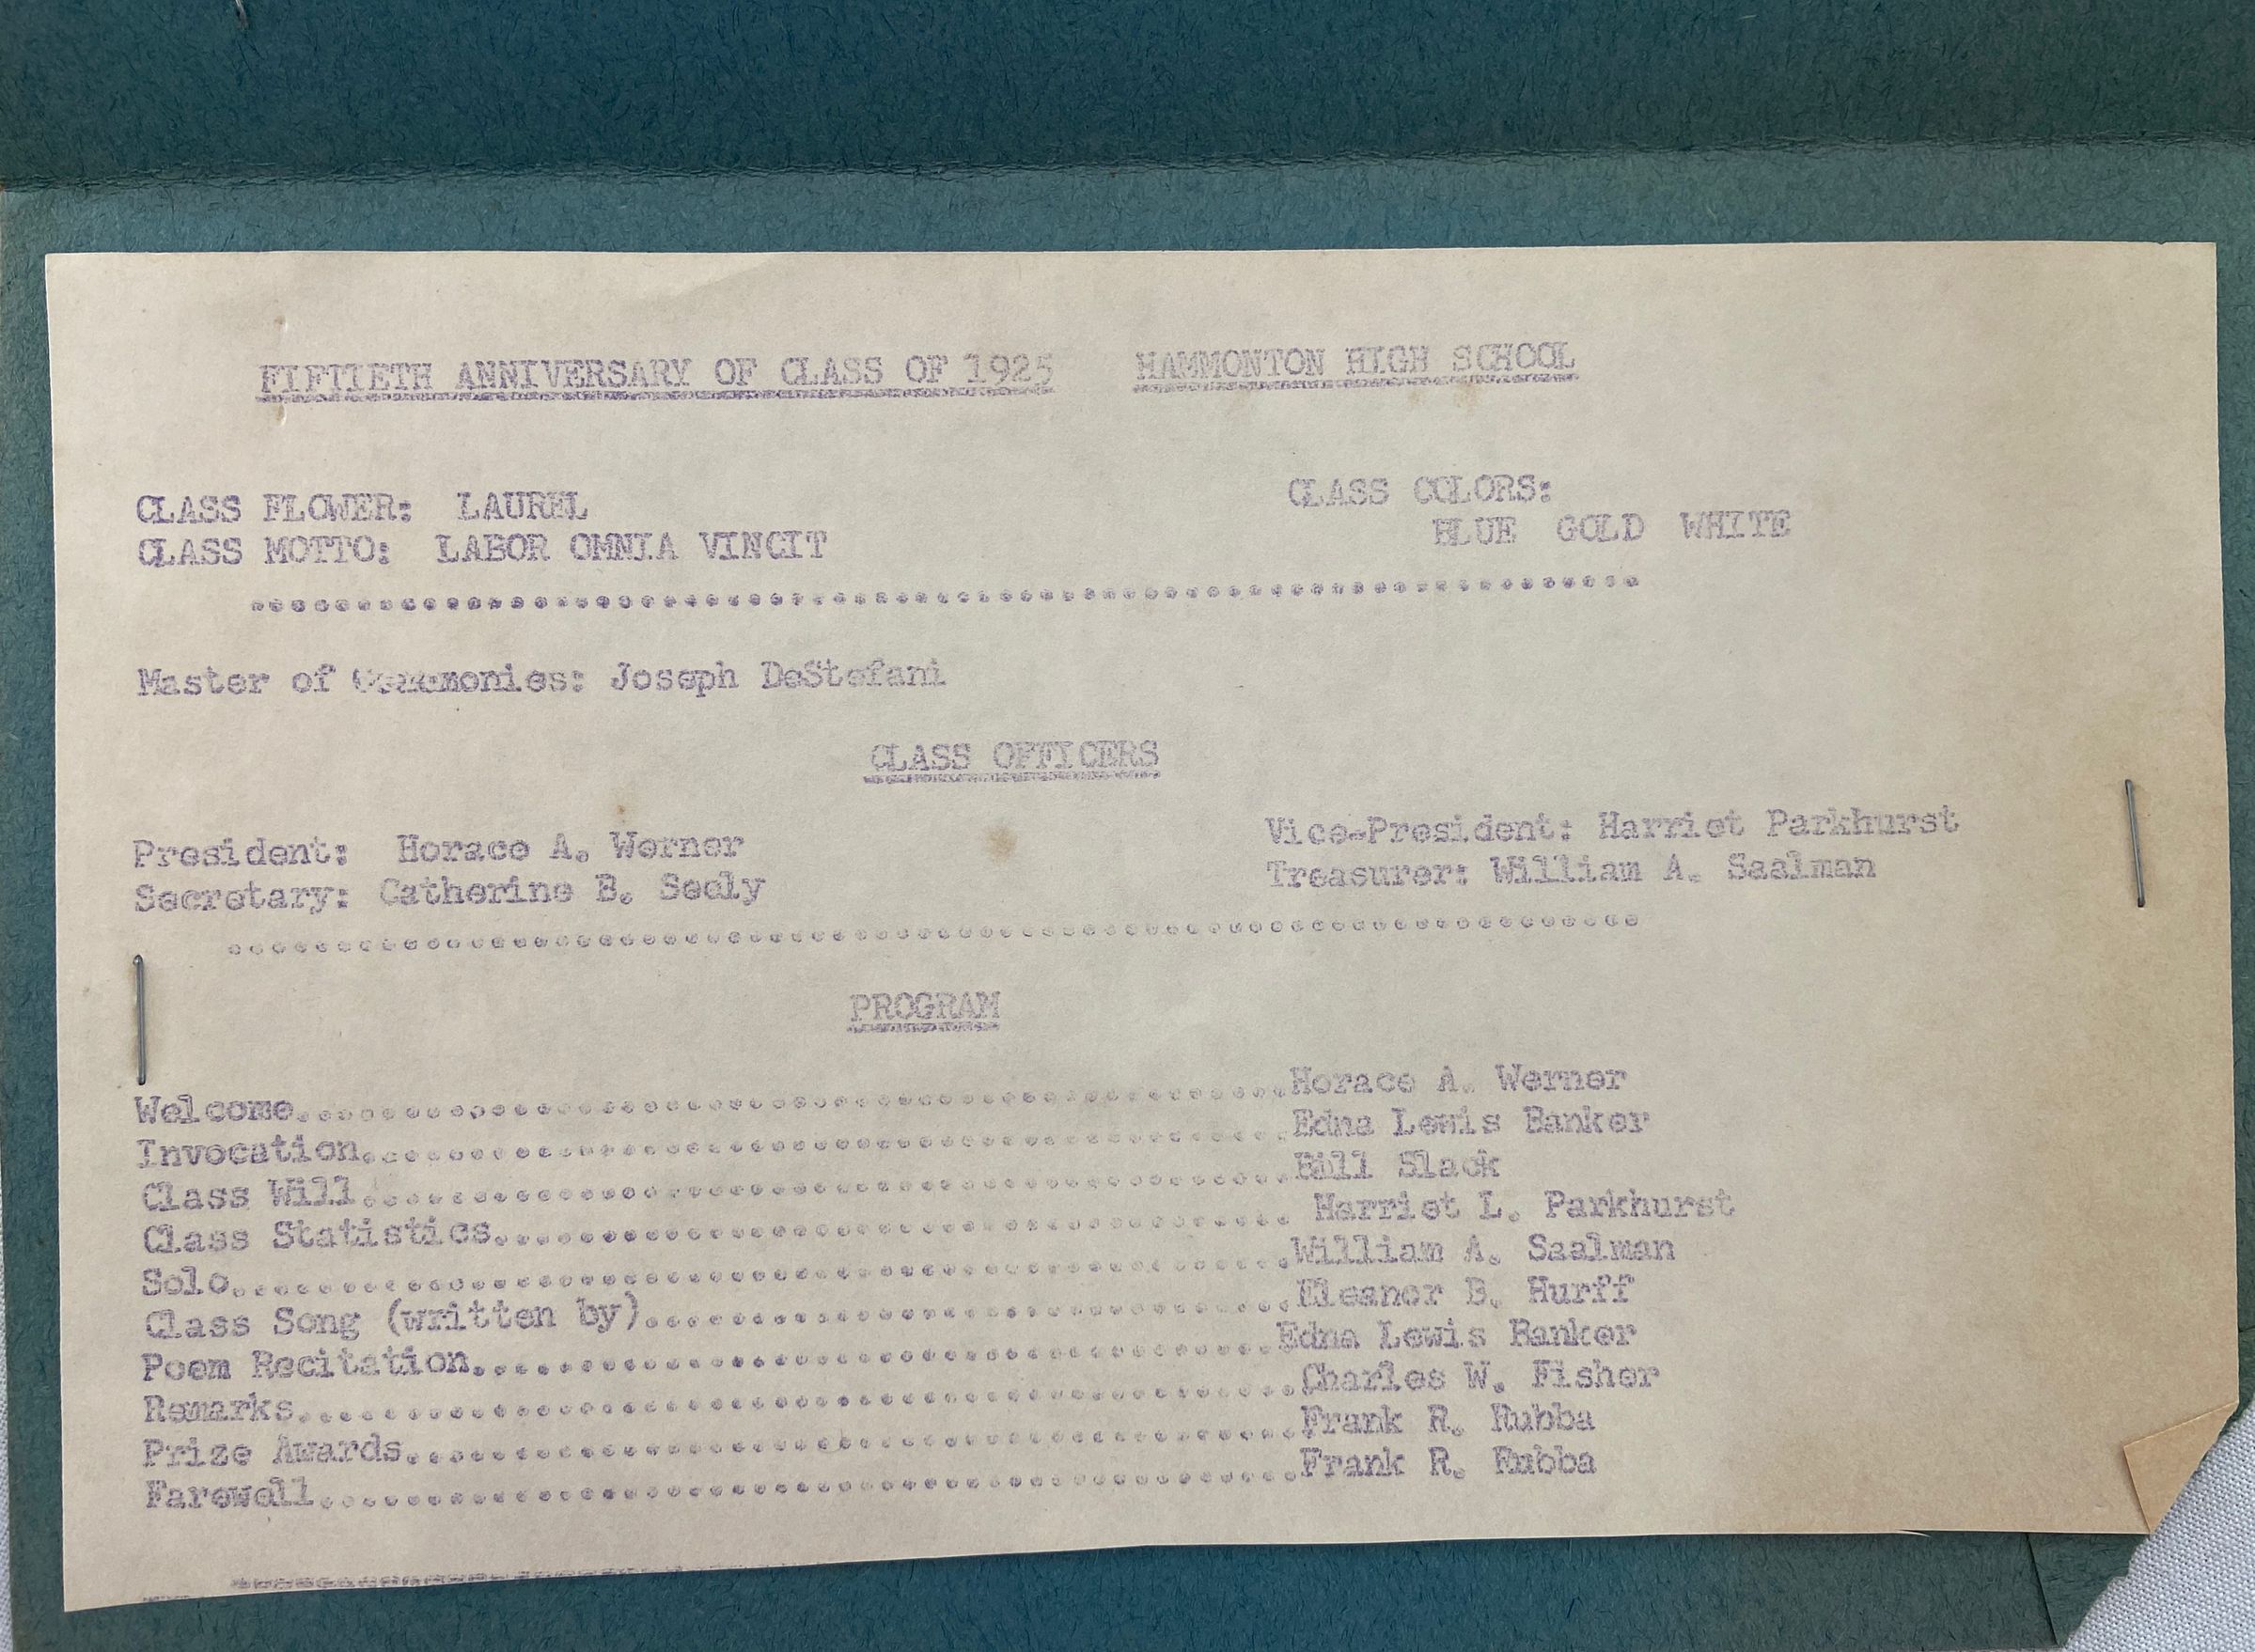 FIFTIETH ANNIVERSARY OF CLASS OF 1925 HAMMONTON HIGH SCHOOL
CLASS FLOWER: LAUREL
CLASS MOTTO: LABOR OMNIA VINCIT
CLASS COLORS:
BLUE GOLD WHITE
Master of Ceremonies: Joseph DeStefani
CLASS OFFICERS
President: Horace A. Werner
Secretary: Catherine B. Seely
Vice-President: Harriet Parkhurst
Treasurer: William A. Saalman
PROGRAM
Welcome..........Horace A. Werner
Invocation..........Edna Lewis Banker
Class Will..........Bill Slack
Class Statistics.......... Harriet L. Parkhurst
Solo..........William A. Saalman
Class Song (written by)..........Eleanor B. Hurff
Poem Recitation..........Edna Lewis Banker
Remarks..........Charles W. Fisher
Prize Awards..........Frank R. Rubba
Farewell..........Frank R. Rubba